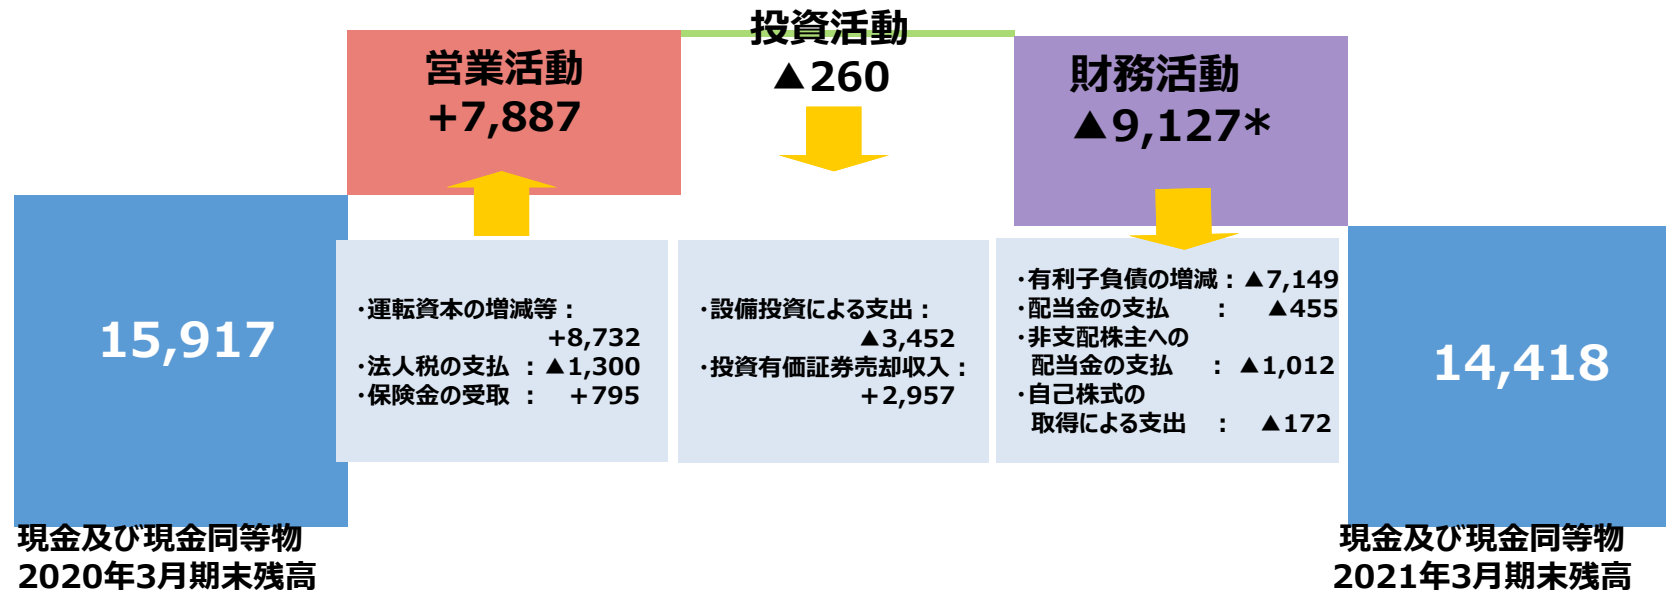 営業活動
+7,887
投資活動
▲260
財務活動
▲9,127*
15,917
・運転資本の増減等：
+8,732
・法人税の支払 ：▲1,300
・保険金の受取 ： +795
・設備投資による支出：
▲3,452
・投資有価証券売却収入：
+2,957
・有利子負債の増減：▲7,149
・配当金の支払 ： ▲455
・非支配株主への
配当金の支払 ：▲1,012
・自己株式の
取得による支出 ： ▲172
14,418
現金及び現金同等物
2020年3月期末残高
現金及び現金同等物
2021年3月期末残高